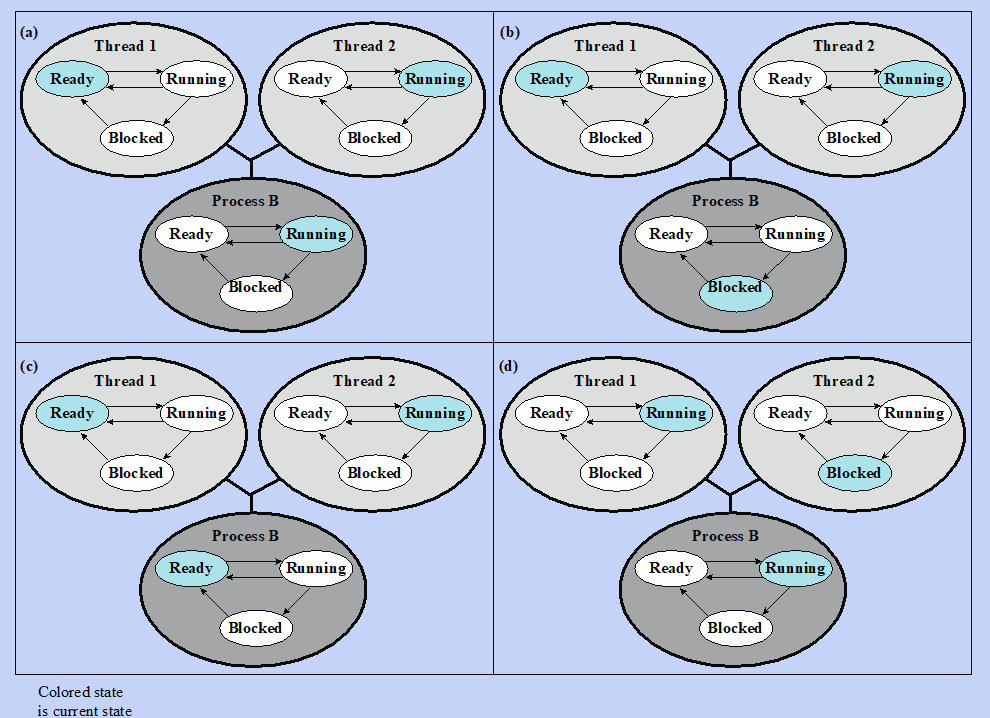 (a)
Thread 1
Thread 2
Ready
Running
Ready
Running
Blocked
Blocked
Process B
Ready
Running
Blocked
(b)
Thread 1
Thread 2
Ready
Running
Ready
Running
Blocked
Blocked
Process B
Ready
Running
Blocked
(c)
Thread 1
Thread 2
Ready
Running
Ready
Running
Blocked
Blocked
Process B
Ready
Running
Blocked
(d)
Thread 1
Thread 2
Ready
Running
Ready
Running
Blocked
Blocked
Process B
Ready
Running
Blocked
Colored state
is current state